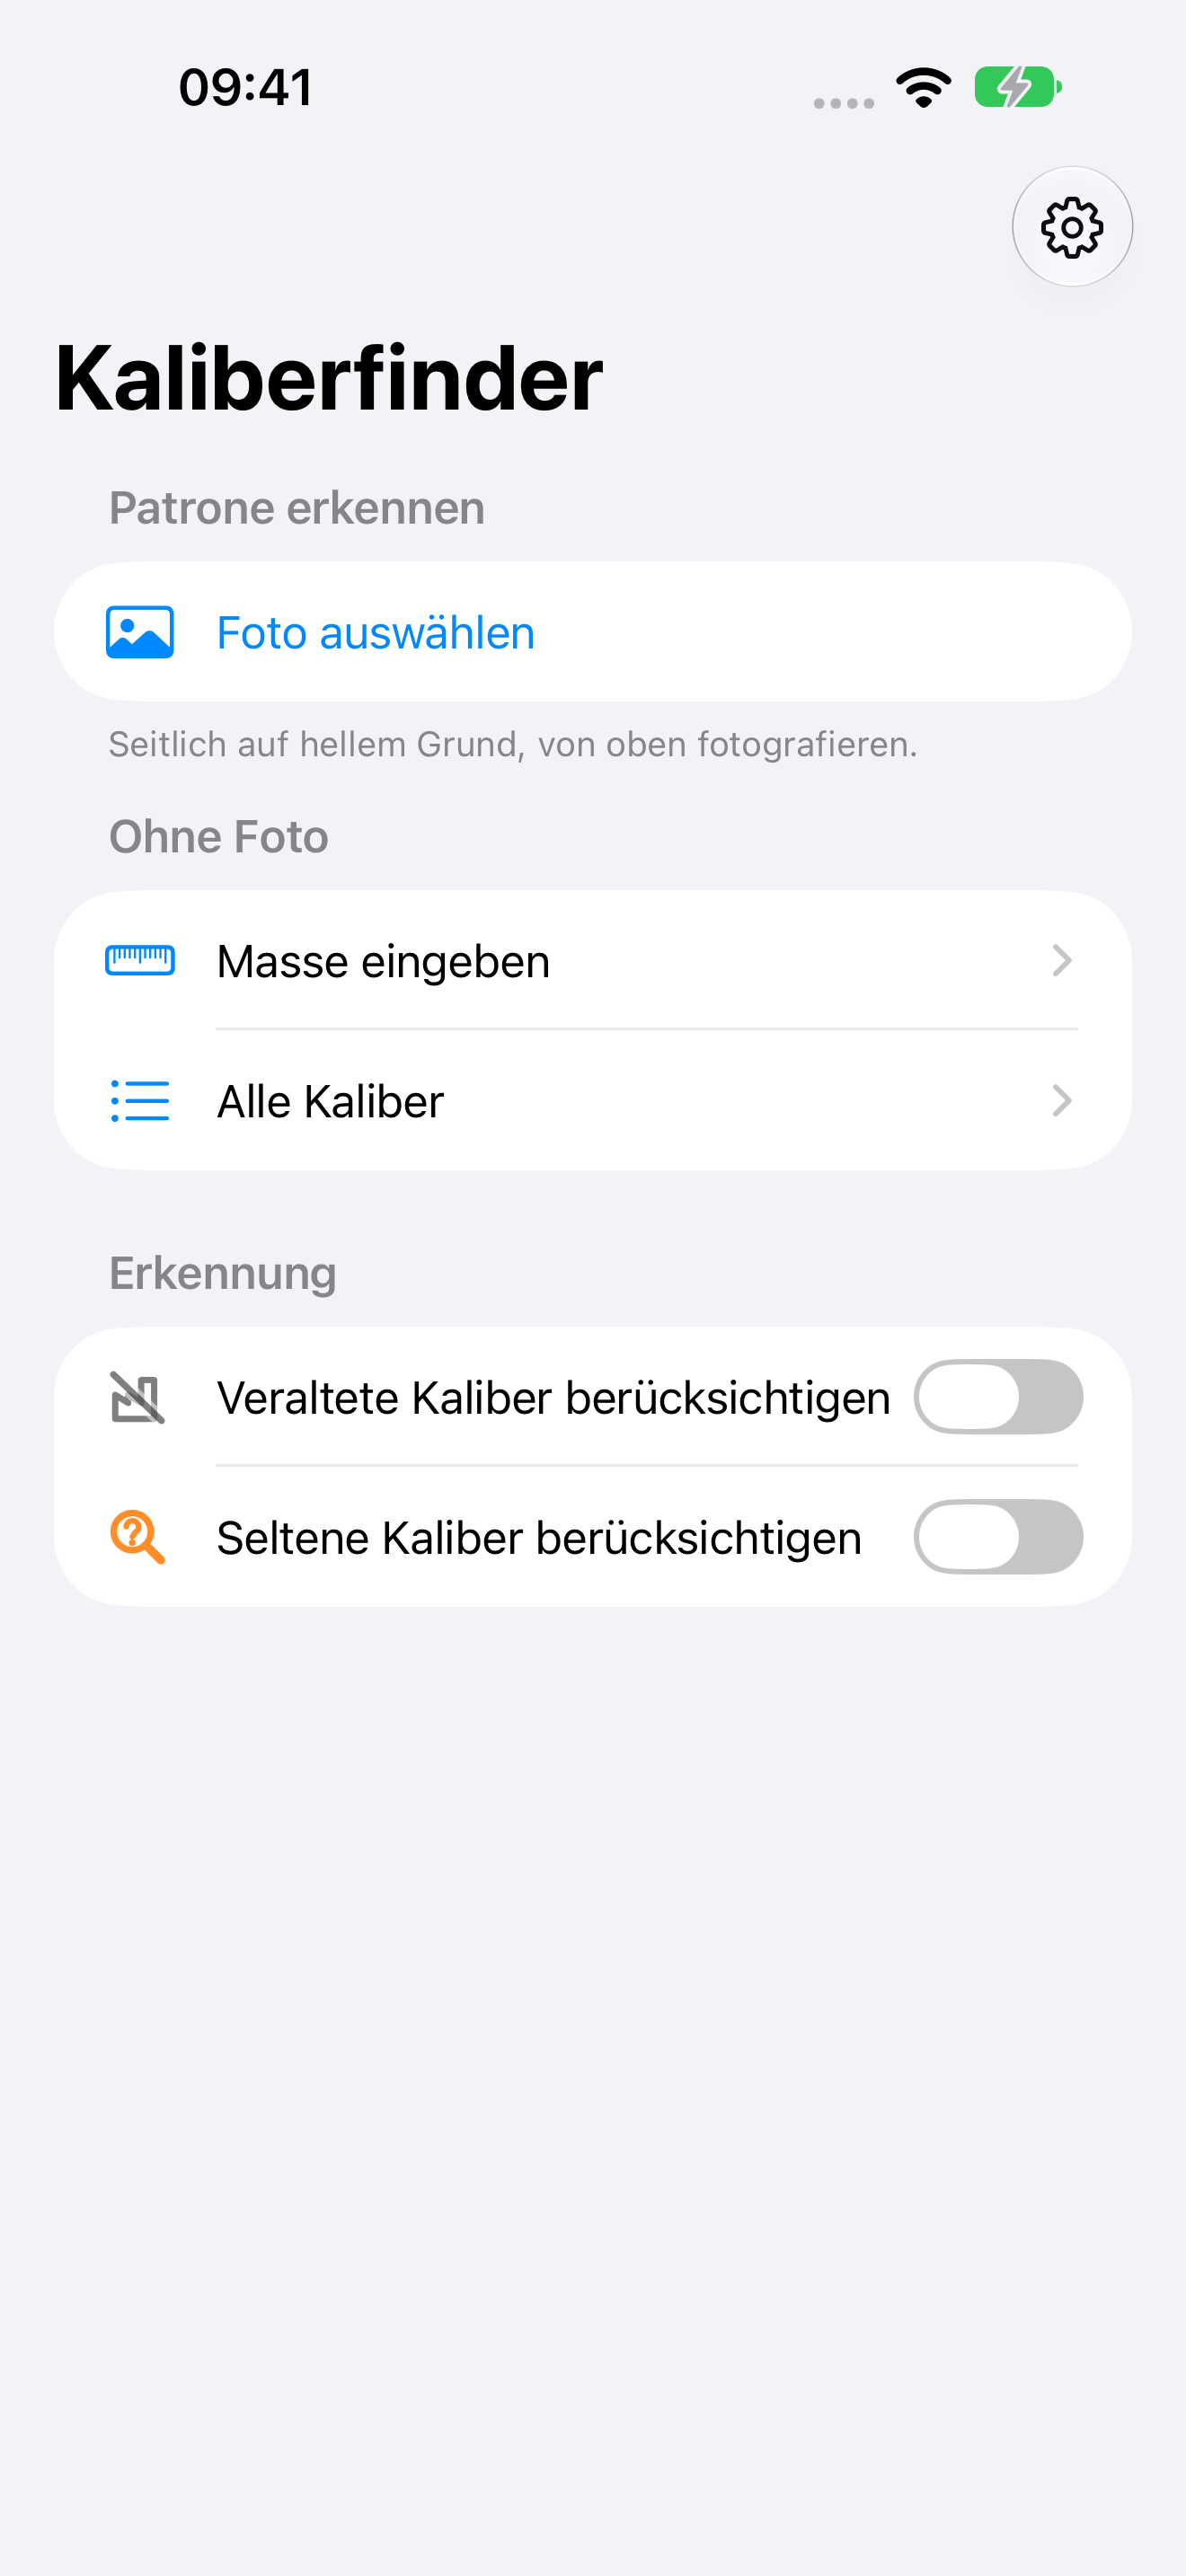 09:41
Kaliberfinder
Patrone erkennen
Foto auswählen
Seitlich auf hellem Grund, von oben fotografieren.
Ohne Foto
Masse eingeben
Alle Kaliber
Erkennung
Veraltete Kaliber berücksichtigen
Seltene Kaliber berücksichtigen